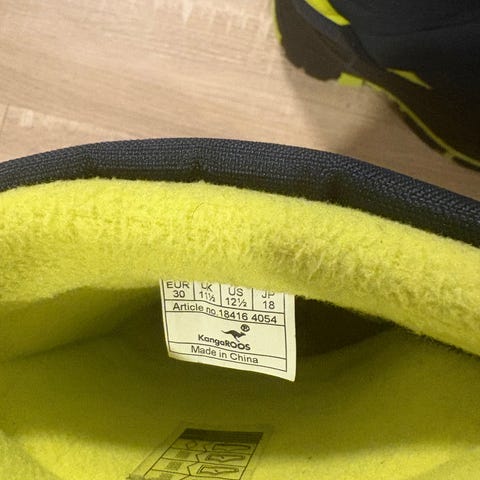 EUR UK US JP
30 11½ 12½ 18
Article no.18416 4054
®
KangaROOS
Made in China